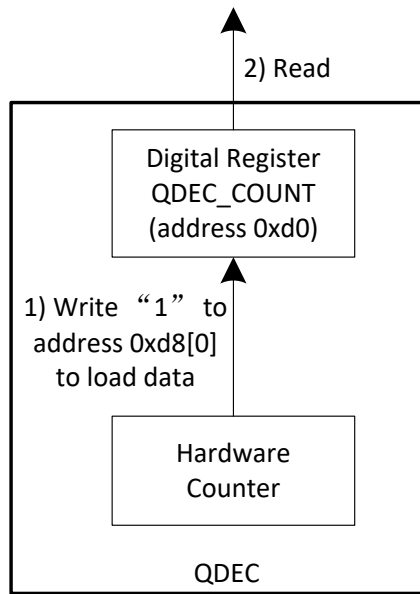 2) Read
Digital Register
QDEC_COUNT
(address 0xd0)
1) Write “1” to
address 0xd8[0]
to load data
Hardware
Counter
QDEC